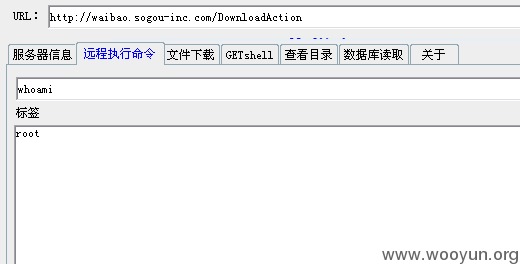 URL: http://waibao.sogou-inc.com/DownloadAction
服务器信息 远程执行命令 文件下载 GETshell 查看目录 数据库读取 关于
whoami
标签
root
www.wooyun.org